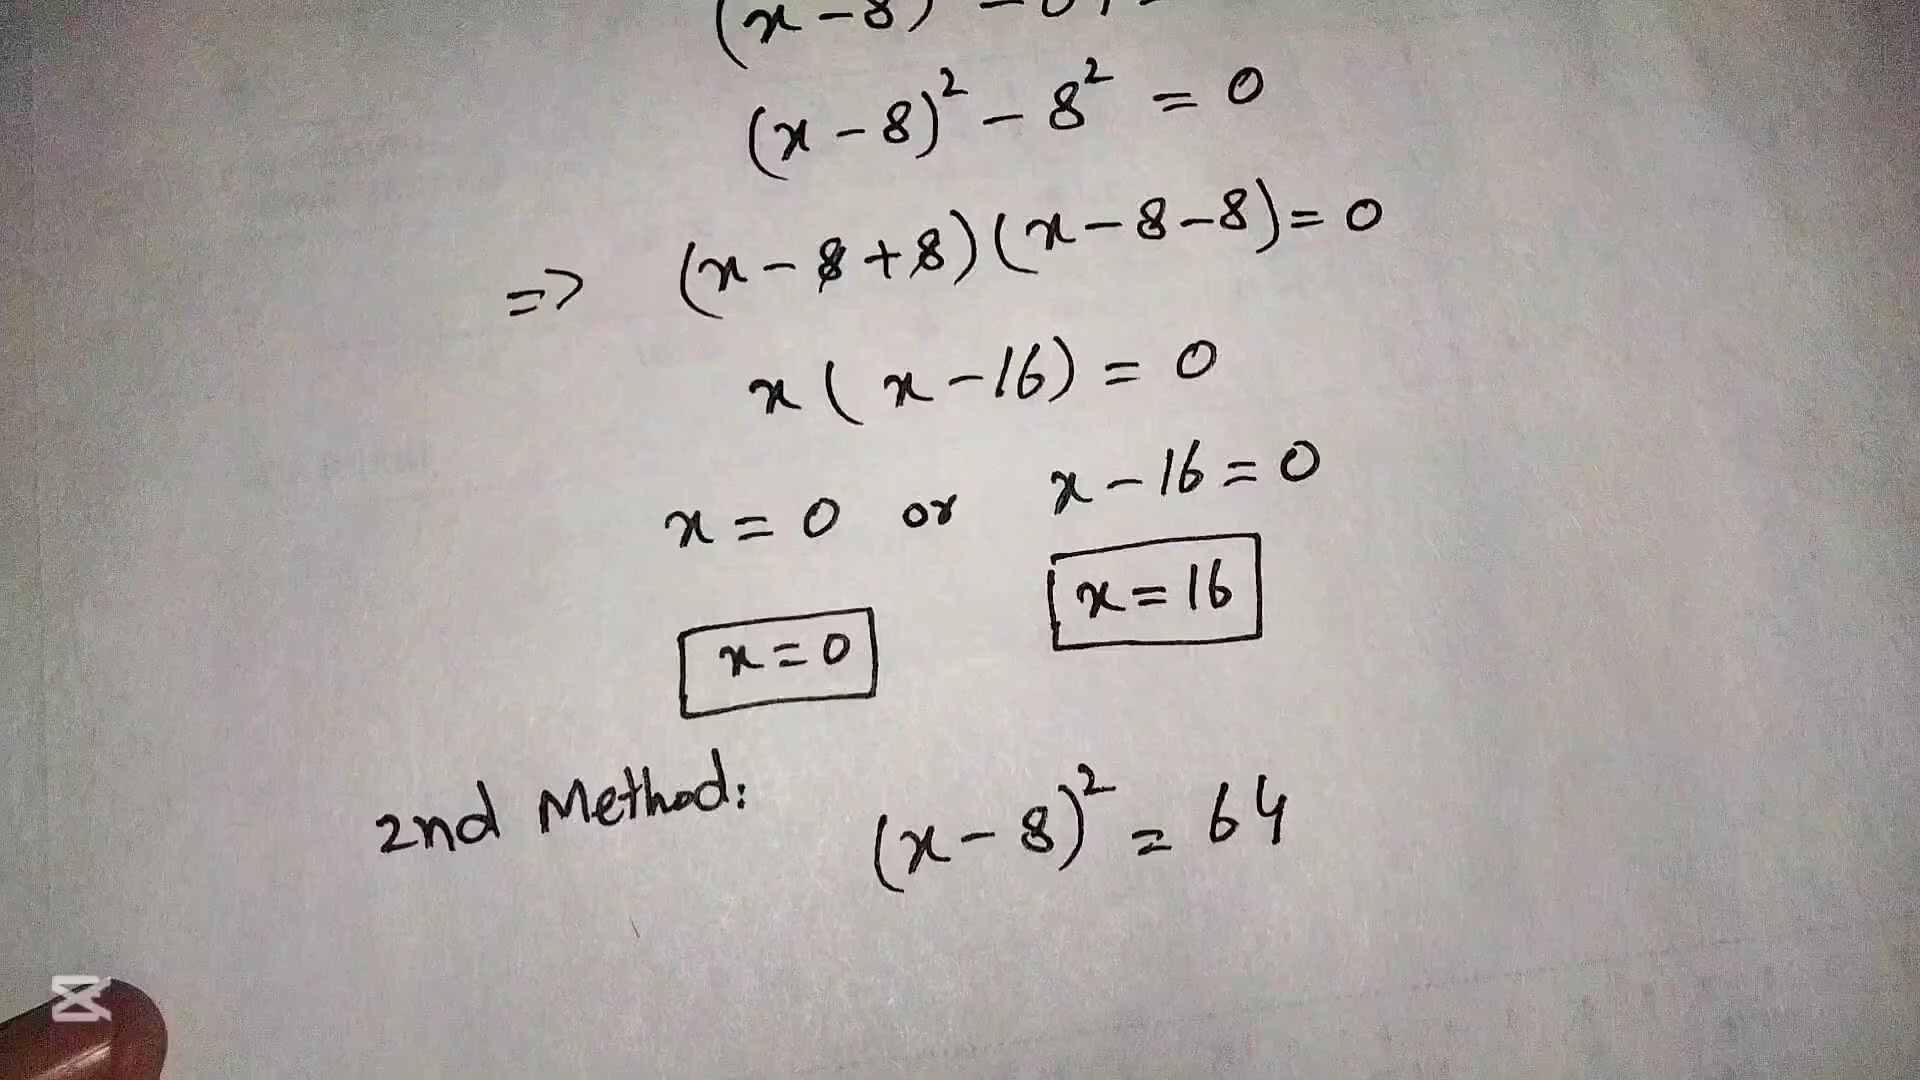 (x - 8)
(x - 8)² - 8² = 0
=> (x - 8 + 8)(x - 8 - 8) = 0
x(x - 16) = 0
x = 0 or x - 16 = 0
x = 0 x = 16
2nd Method: (x - 8)² = 64